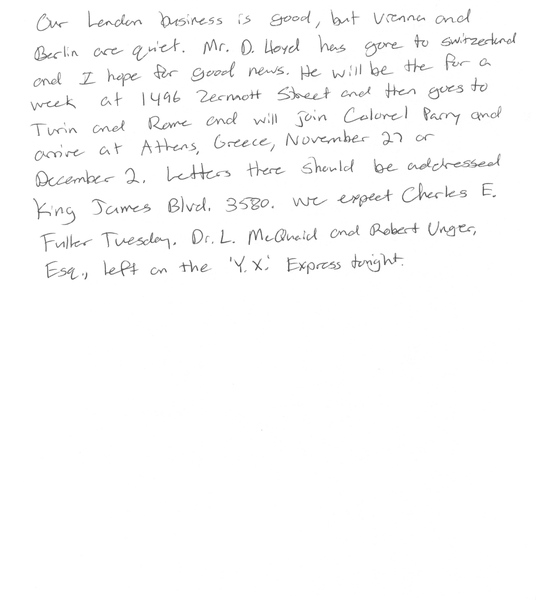 Our London business is good, but Vienna and
Berlin are quiet. Mr. D. Lloyd has gone to Switzerland
and I hope for good news. He will be the for a
week at 1496 Zermott Street and then goes to
Turin and Rome and will join Colonel Parry and
arrive at Athens, Greece, November 27 or
December 2. Letters there should be addressed
King James Blvd. 3580. We expect Charles E.
Fuller Tuesday. Dr. L. McQuaid and Robert Unger,
Esq., left on the 'Y.X.' Express tonight.